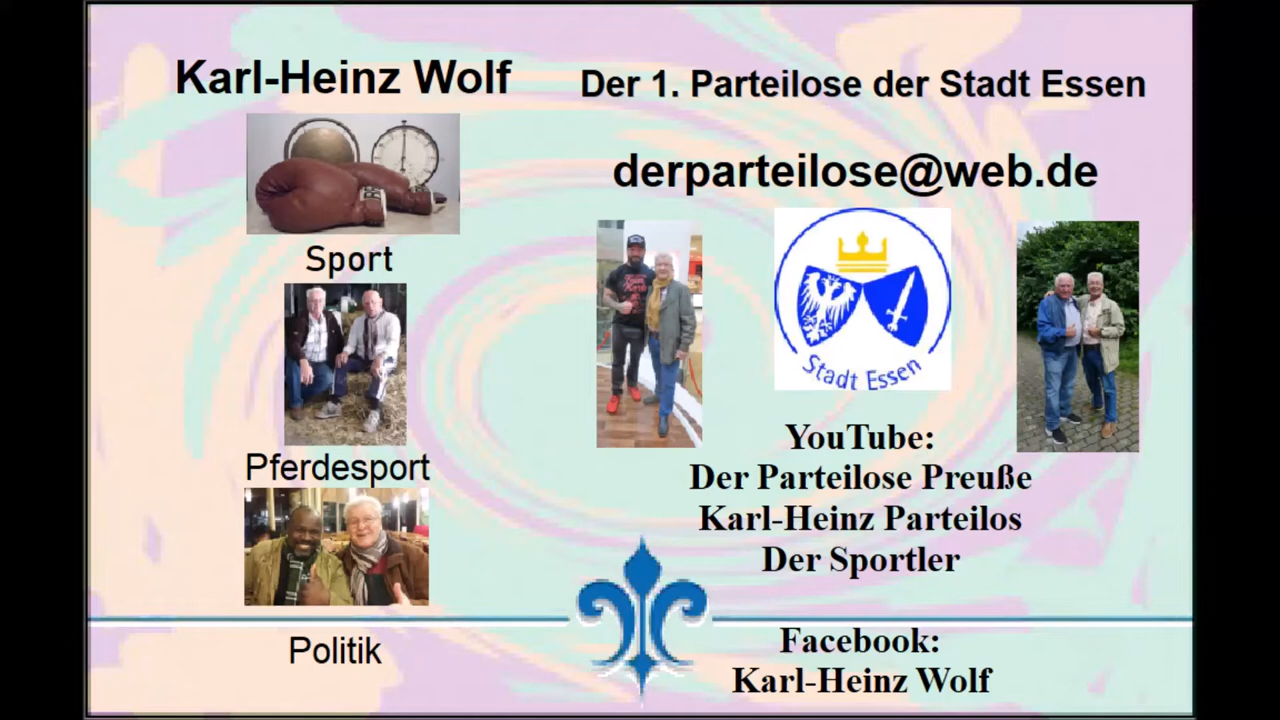 Karl-Heinz Wolf
Der 1. Parteilose der Stadt Essen
derparteilose@web.de
Sport
Pferdesport
Politik
Stadt Essen
YouTube:
Der Parteilose Preuße
Karl-Heinz Parteilos
Der Sportler
Facebook:
Karl-Heinz Wolf